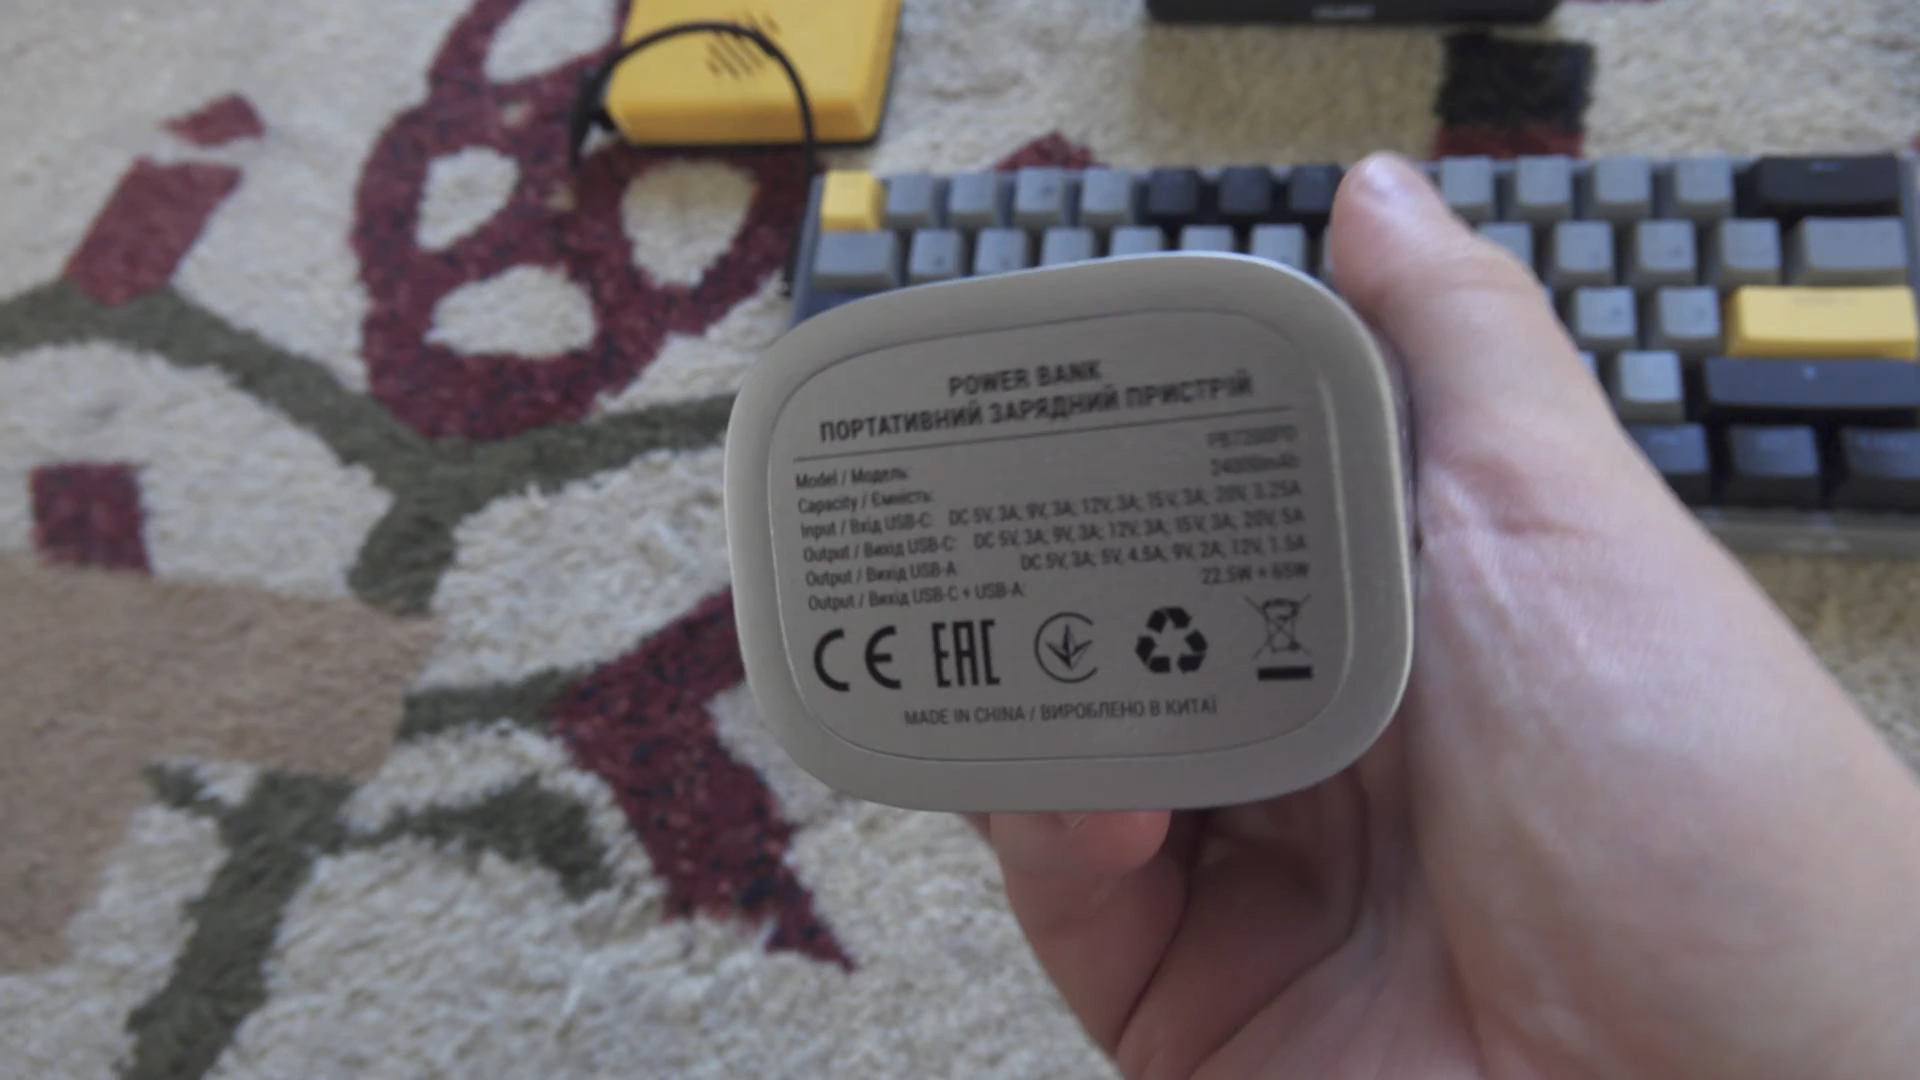 POWER BANK
ПОРТАТИВНИЙ ЗАРЯДНИЙ ПРИСТРІЙ
Model / Модель:
Capacity / Ємність: 24000mAh
Input / Вхід USB-C: DC 5V, 3A; 9V, 3A; 12V, 3A; 15V, 3A; 20V, 3.25A
Output / Вихід USB-C: DC 5V, 3A; 9V, 3A; 12V, 3A; 15V, 3A; 20V, 5A
Output / Вихід USB-A: DC 5V, 3A; 5V, 4.5A, 9V, 2A; 12V, 1.5A
Output / Вихід USB-C + USB-A: 22.5W + 65W
CE EAC
MADE IN CHINA / ВИРОБЛЕНО В КИТАЇ